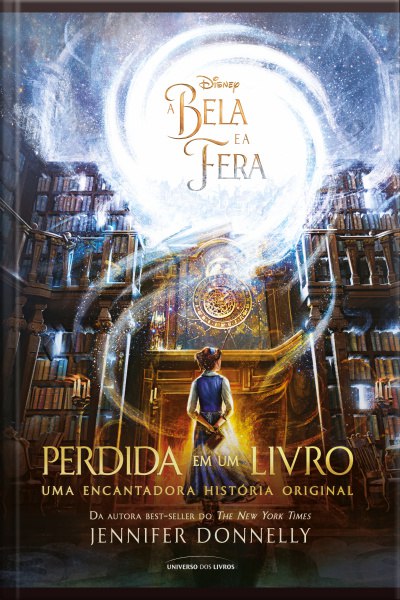 Disney
A BELA
E A
FERA
PERDIDA EM UM LIVRO
UMA ENCANTADORA HISTÓRIA ORIGINAL
DA AUTORA BEST-SELLER DO THE NEW YORK TIMES
JENNIFER DONNELLY
UNIVERSO DOS LIVROS